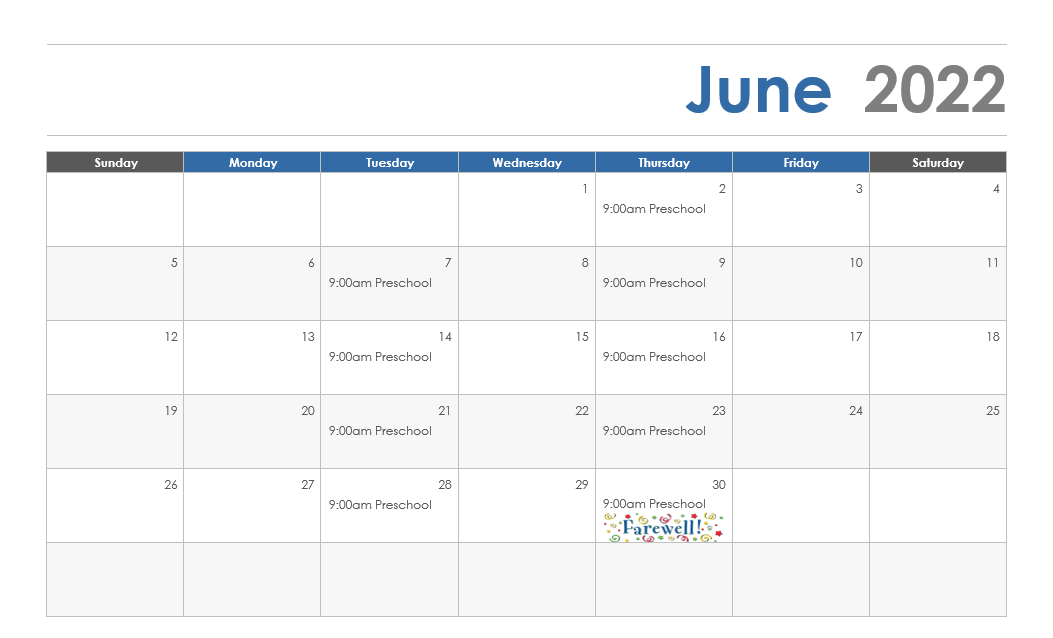 June 2022
Sunday Monday Tuesday Wednesday Thursday Friday Saturday
1 2 3 4
9:00am Preschool
5 6 7 8 9 10 11
9:00am Preschool 9:00am Preschool
12 13 14 15 16 17 18
9:00am Preschool 9:00am Preschool
19 20 21 22 23 24 25
9:00am Preschool 9:00am Preschool
26 27 28 29 30
9:00am Preschool 9:00am Preschool
Farewell!